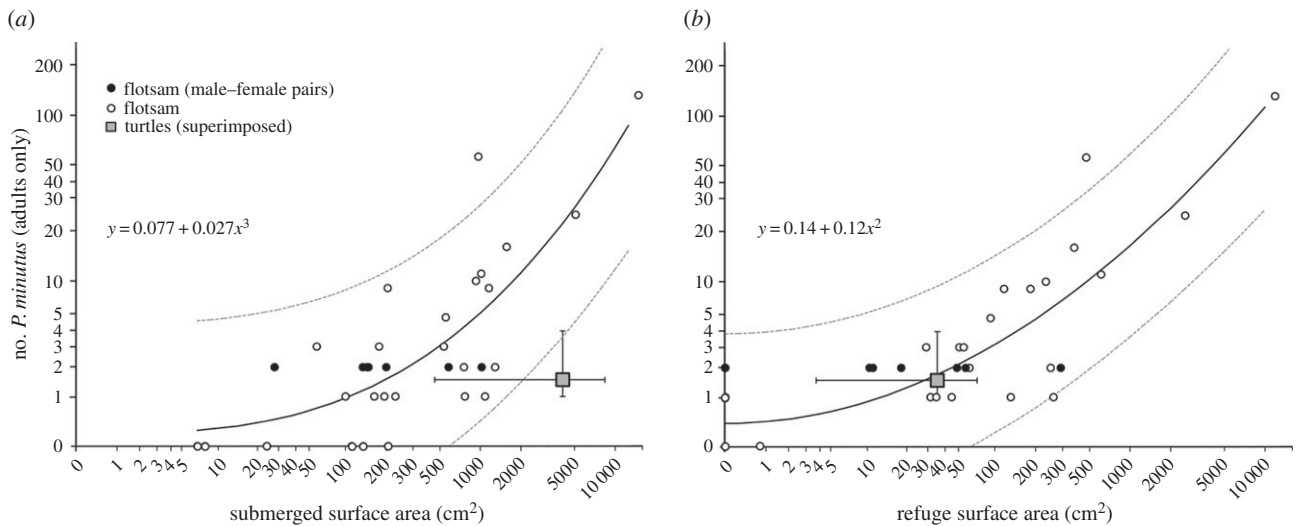 (a)
(b)
no. P. minutus (adults only)
200
100
50
40
30
20
10
5
4
3
2
1
0
flotsam (male–female pairs)
flotsam
turtles (superimposed)
y = 0.077 + 0.027x³
0 1 2 3 4 5 10 20 30 40 50 100 200 300 500 1000 2000 5000 10 000
submerged surface area (cm²)
200
100
50
40
30
20
10
5
4
3
2
1
0
y = 0.14 + 0.12x²
0 1 2 3 4 5 10 20 30 40 50 100 200 300 500 1000 2000 5000 10 000
refuge surface area (cm²)